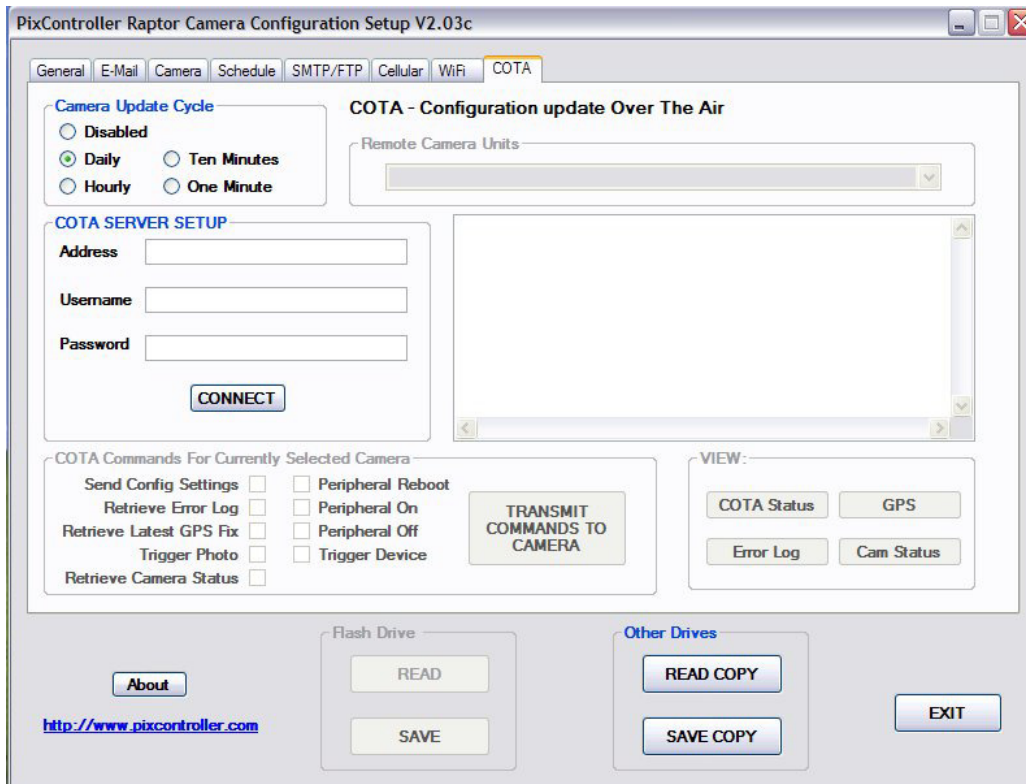 PixController Raptor Camera Configuration Setup V2.03c
General E-Mail Camera Schedule SMTP/FTP Cellular WiFi COTA
Camera Update Cycle
Disabled
Daily Ten Minutes
Hourly One Minute
COTA - Configuration update Over The Air
Remote Camera Units
COTA SERVER SETUP
Address
Username
Password
CONNECT
COTA Commands For Currently Selected Camera
Send Config Settings Peripheral Reboot
Retrieve Error Log Peripheral On
Retrieve Latest GPS Fix Peripheral Off
Trigger Photo Trigger Device
Retrieve Camera Status
TRANSMIT
COMMANDS TO
CAMERA
VIEW:
COTA Status GPS
Error Log Cam Status
About
http://www.pixcontroller.com
Flash Drive
READ
SAVE
Other Drives
READ COPY
SAVE COPY
EXIT